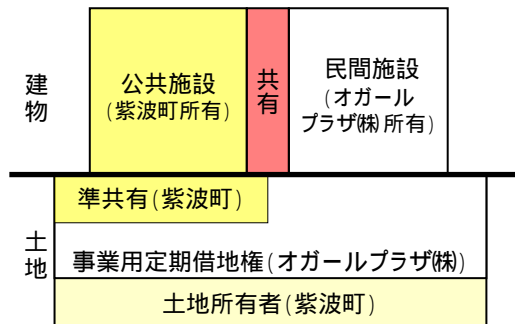 建物
公共施設
(紫波町所有)
共有
民間施設
(オガール
プラザ㈱所有)
準共有(紫波町)
土地
事業用定期借地権(オガールプラザ㈱)
土地所有者(紫波町)